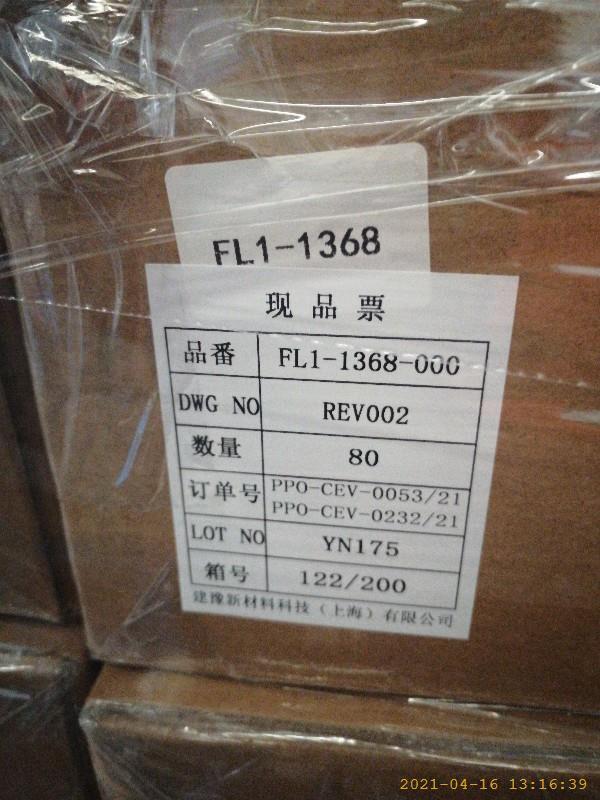 FL1-1368
现品票
品番 FL1-1368-000
DWG NO REV002
数量 80
订单号 PPO-CEV-0053/21
PPO-CEV-0232/21
LOT NO YN175
箱号 122/200
建豫新材料科技（上海）有限公司
2021-04-16 13:16:39